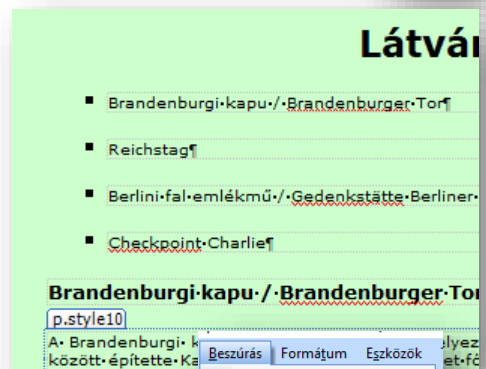 Látvá
Brandenburgi kapu / Brandenburger Tor¶
Reichstag¶
Berlini fal emlékmű / Gedenkstätte Berliner
Checkpoint Charlie¶
Brandenburgi kapu / Brandenburger Tor
p.style10
A Brandenburgi
Beszúrás Formátum Eszközök
között építette